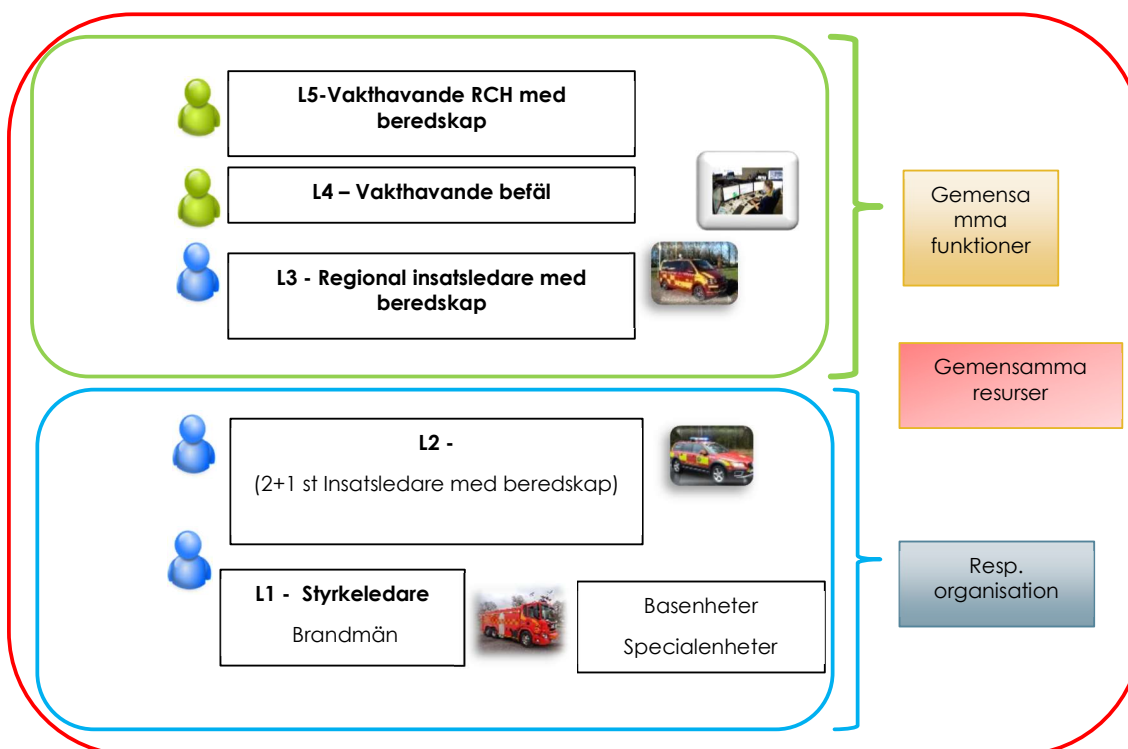 L5-Vakthavande RCH med
beredskap
L4 – Vakthavande befäl
L3 - Regional insatsledare med
beredskap
Gemensa
mma
funktioner
Gemensamma
resurser
L2 -
(2+1 st Insatsledare med beredskap)
L1 - Styrkeledare
Brandmän
Basenheter
Specialenheter
Resp.
organisation